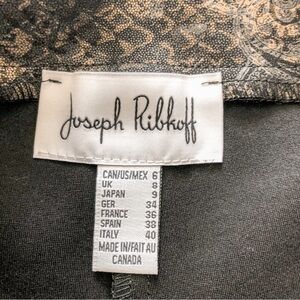 Joseph Ribkoff
CAN/US/MEX 6
UK 8
JAPAN 9
GER 34
FRANCE 36
SPAIN 38
ITALY 40
MADE IN/FAIT AU
CANADA